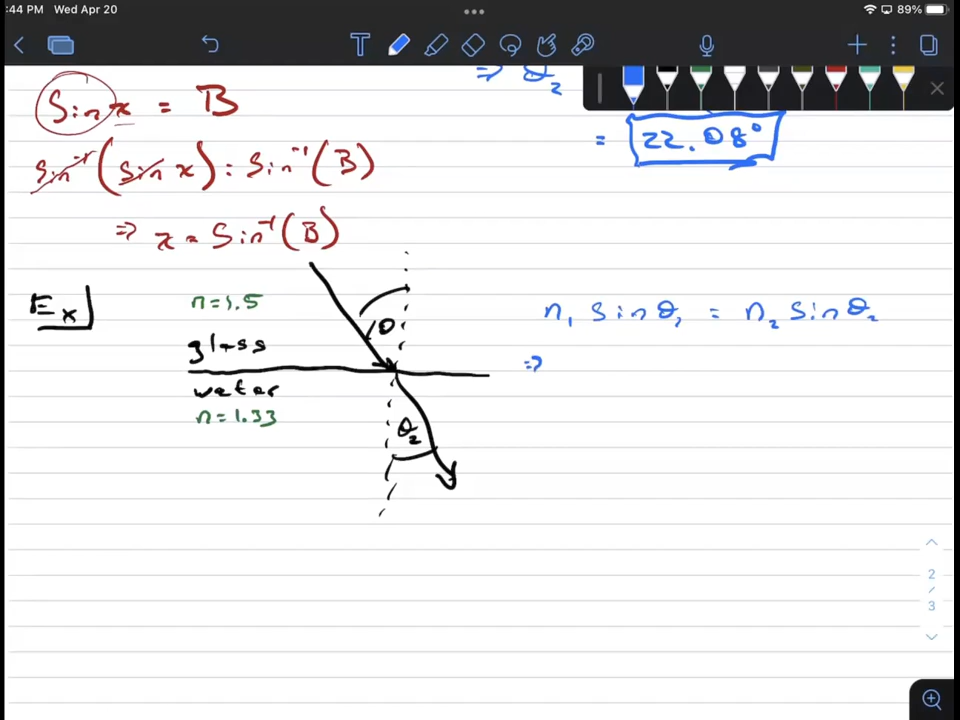 :44 PM Wed Apr 20
89%
T
Sin x = B
Sin⁻¹ (Sin x) = Sin⁻¹ (B)
⇒ x = Sin⁻¹ (B)
⇒ θ₂
= 22.08°
Ex
n = 1.5
glass
water
n = 1.33
θ
θ₂
n₁ Sin θ₁ = n₂ Sin θ₂
⇒
2
/
3